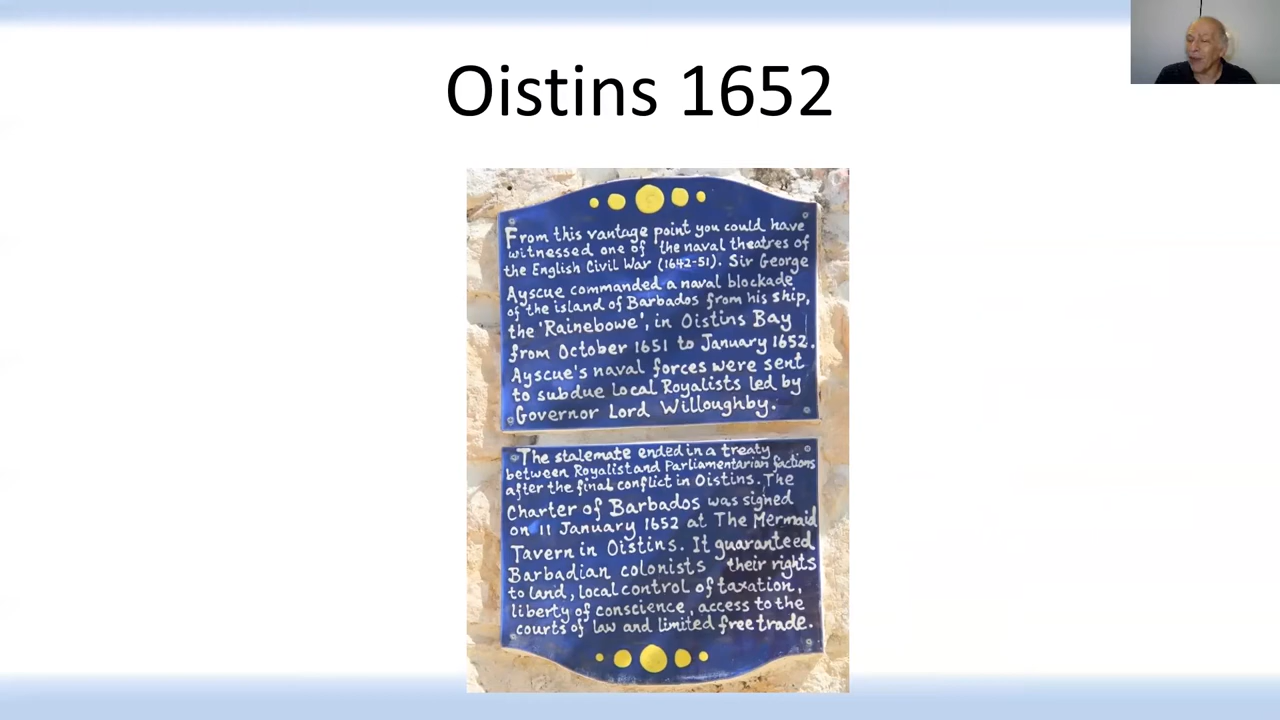 Oistins 1652
From this vantage point you could have
witnessed one of the naval theatres of
the English Civil War (1642-51). Sir George
Ayscue commanded a naval blockade
of the island of Barbados from his ship,
the 'Rainebowe', in Oistins Bay
from October 1651 to January 1652.
Ayscue's naval forces were sent
to subdue local Royalists led by
Governor Lord Willoughby.
The stalemate ended in a treaty
between Royalist and Parliamentarian factions
after the final conflict in Oistins. The
Charter of Barbados was signed
on 11 January 1652 at The Mermaid
Tavern in Oistins. It guaranteed
Barbadian colonists their rights
to land, local control of taxation,
liberty of conscience, access to the
courts of law and limited free trade.